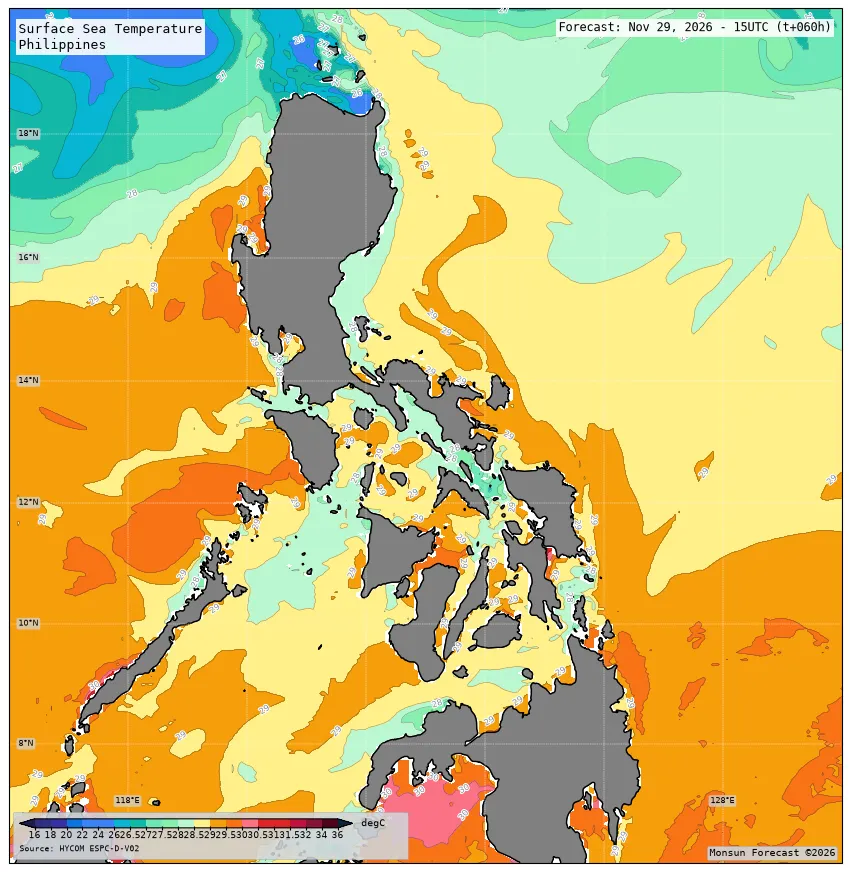 Surface Sea Temperature
Philippines
Forecast: Nov 29, 2026 - 15UTC (t+060h)
18°N
16°N
14°N
12°N
10°N
8°N
118°E
128°E
degC
16 18 20 22 24 26 26.5 27 27.5 28 28.5 29 29.5 30 30.5 31 31.5 32 34 36
Source: HYCOM ESPC-D-V02
Monsun Forecast ©2026